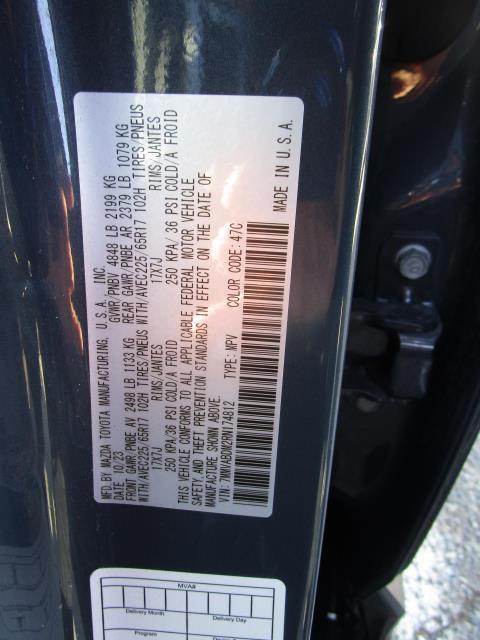 MFD. BY MAZDA TOYOTA MANUFACTURING, U.S.A. INC.
DATE 10/23 GVWR/PNBV 4848 LB 2199 KG
FRONT GAWR/PNBE AV 2498 LB 1133 KG REAR GAWR/PNBE AR 2379 LB 1079 KG
WITH/AVEC225/65R17 102H TIRES/PNEUS WITH/AVEC225/65R17 102H TIRES/PNEUS
17X7J RIMS/JANTES 17X7J RIMS/JANTES
250 KPA/36 PSI COLD/A FROID 250 KPA/ 36 PSI COLD/A FROID
THIS VEHICLE CONFORMS TO ALL APPLICABLE FEDERAL MOTOR VEHICLE
SAFETY AND THEFT PREVENTION STANDARDS IN EFFECT ON THE DATE OF
MANUFACTURE SHOWN ABOVE.
VIN: 7MMVABDM2RN174812 TYPE: MPV COLOR CODE: 47C
MADE IN U.S.A.
MVA#
Delivery Month Delivery Day
Program